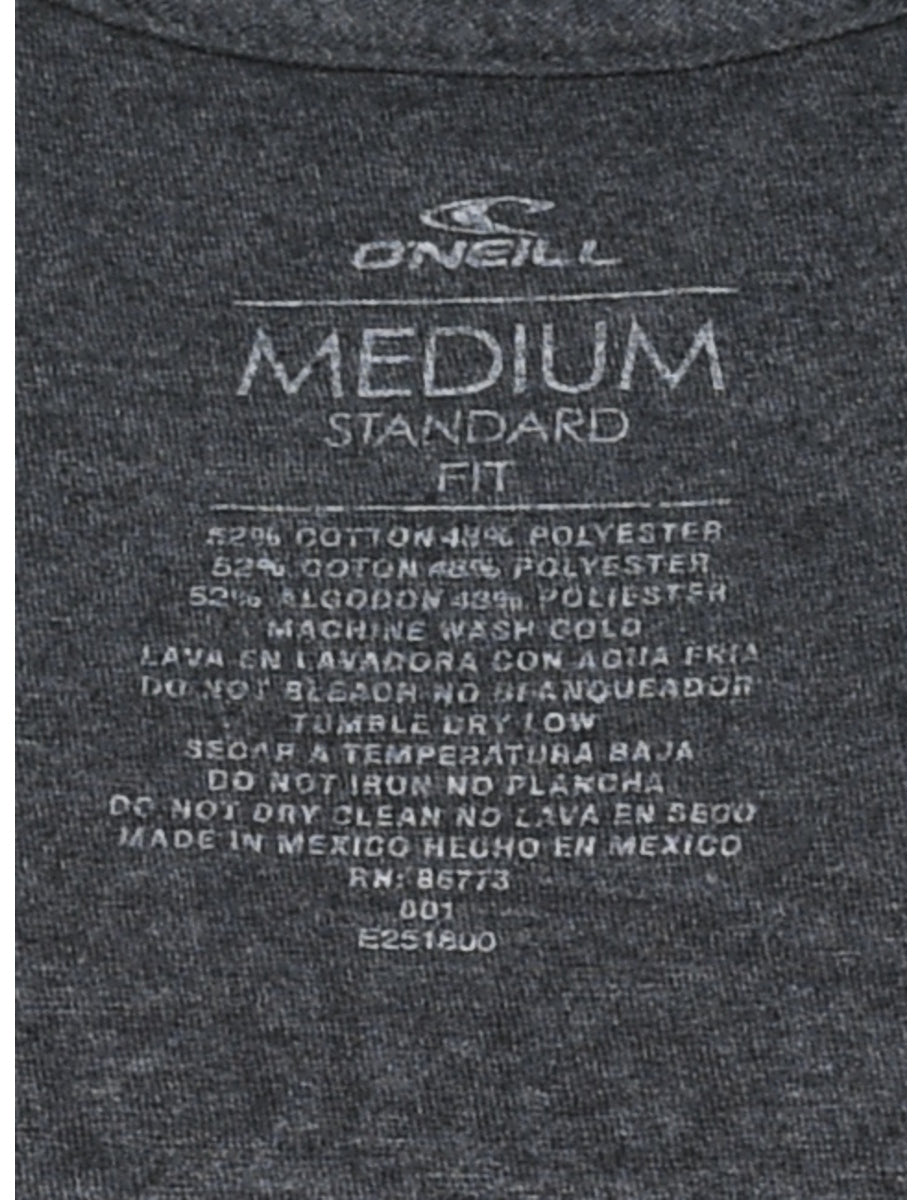 O'NEILL
MEDIUM
STANDARD
FIT
52% COTTON 48% POLYESTER
52% COTON 48% POLYESTER
52% ALGODON 48% POLIESTER
MACHINE WASH COLD
LAVA EN LAVADORA CON AGUA FRIA
DO NOT BLEACH NO BLANQUEADOR
TUMBLE DRY LOW
SECAR A TEMPERATURA BAJA
DO NOT IRON NO PLANCHA
DO NOT DRY CLEAN NO LAVA EN SECO
MADE IN MEXICO HECHO EN MEXICO
RN: 86773
001
E251800